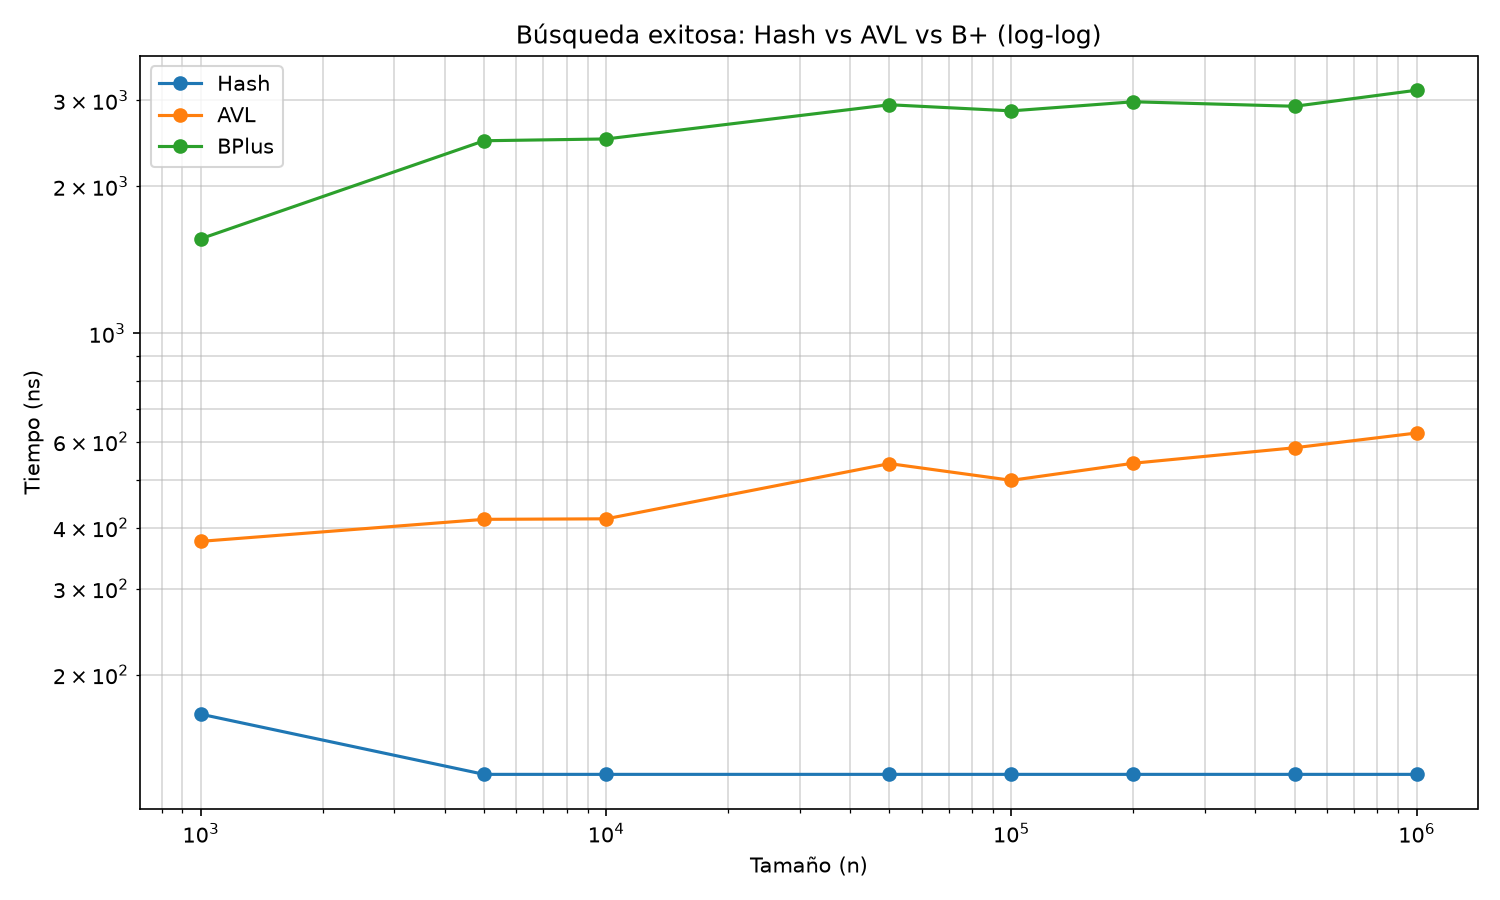 Búsqueda exitosa: Hash vs AVL vs B+ (log-log)
Hash
AVL
BPlus
3 × 10³
2 × 10³
10³
6 × 10²
4 × 10²
3 × 10²
2 × 10²
Tiempo (ns)
10³ 10⁴ 10⁵ 10⁶
Tamaño (n)